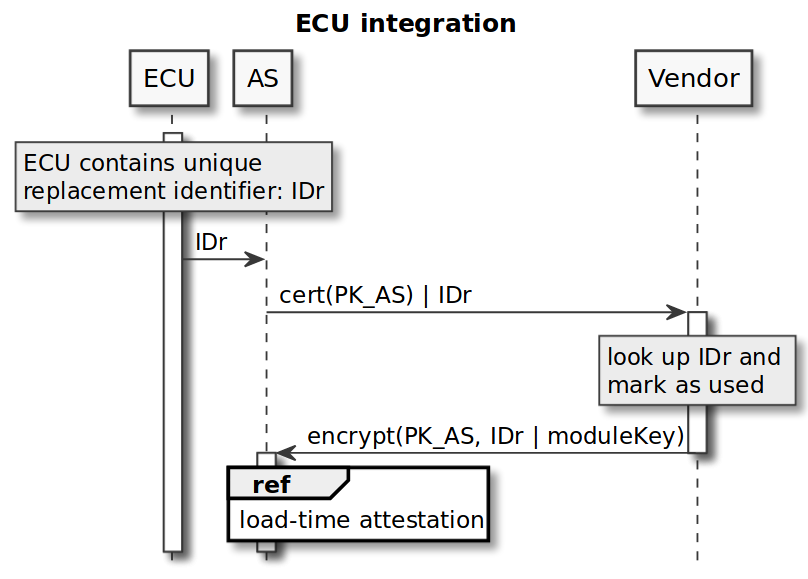 ECU integration
ECU
AS
Vendor
ECU contains unique
replacement identifier: IDr
IDr
cert(PK_AS) | IDr
look up IDr and
mark as used
encrypt(PK_AS, IDr | moduleKey)
ref
load-time attestation